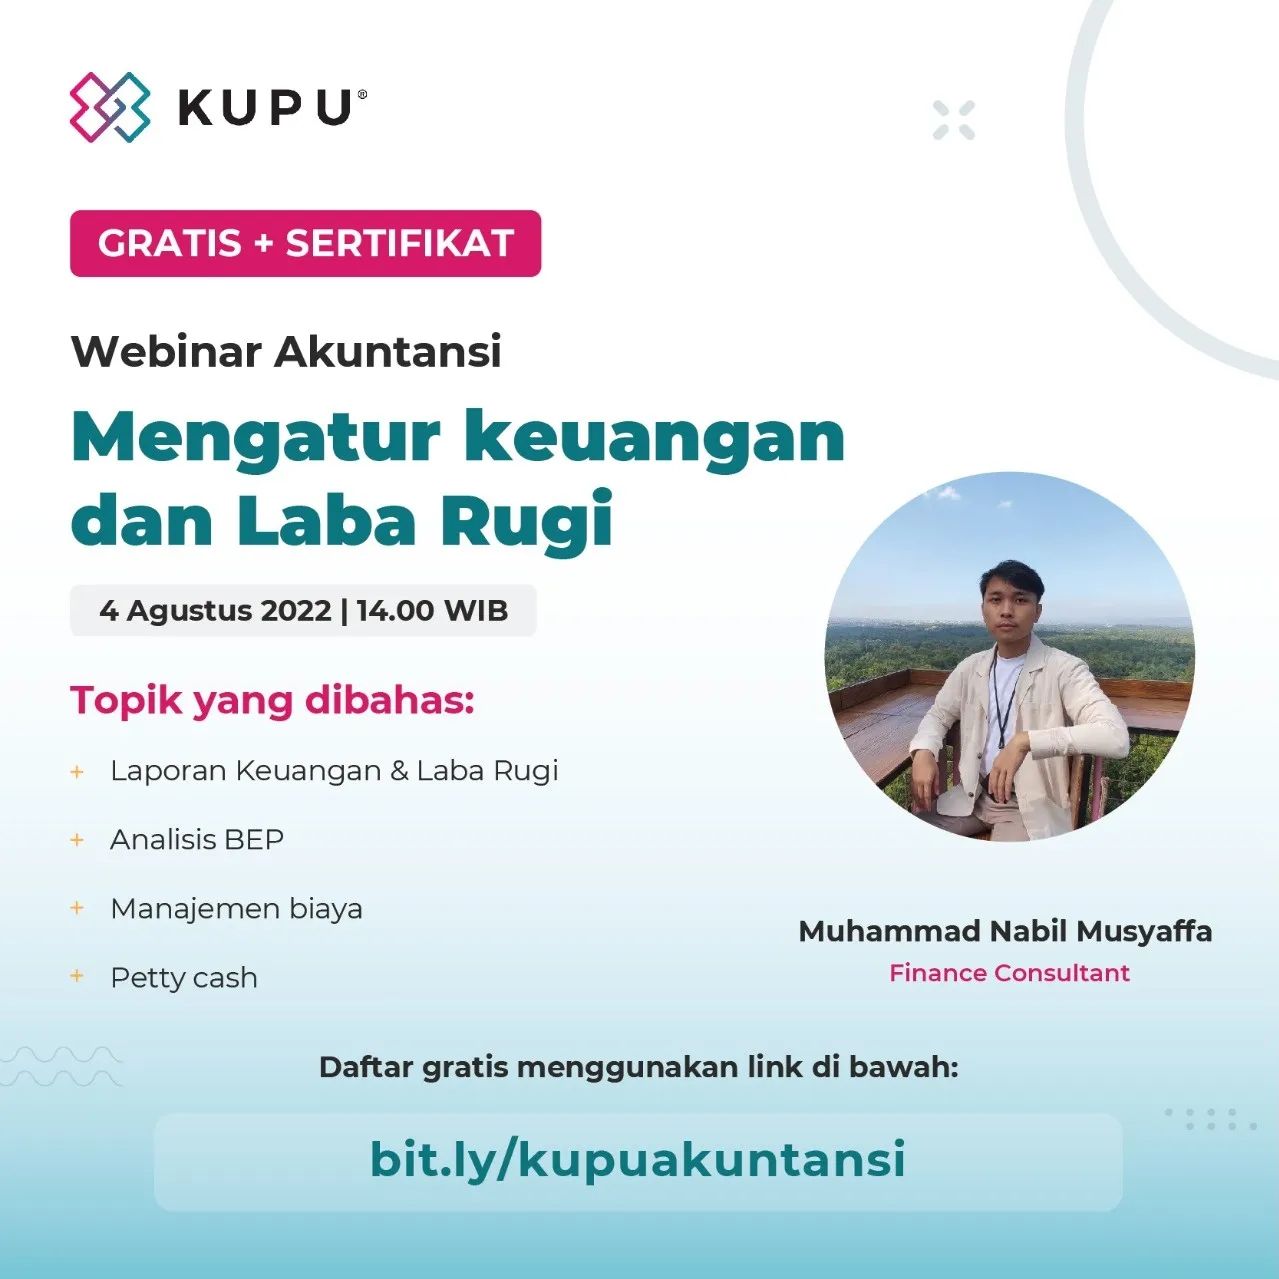 KUPU®
GRATIS + SERTIFIKAT
Webinar Akuntansi
Mengatur keuangan
dan Laba Rugi
4 Agustus 2022 | 14.00 WIB
Topik yang dibahas:
+ Laporan Keuangan & Laba Rugi
+ Analisis BEP
+ Manajemen biaya
+ Petty cash
Muhammad Nabil Musyaffa
Finance Consultant
Daftar gratis menggunakan link di bawah:
bit.ly/kupuakuntansi